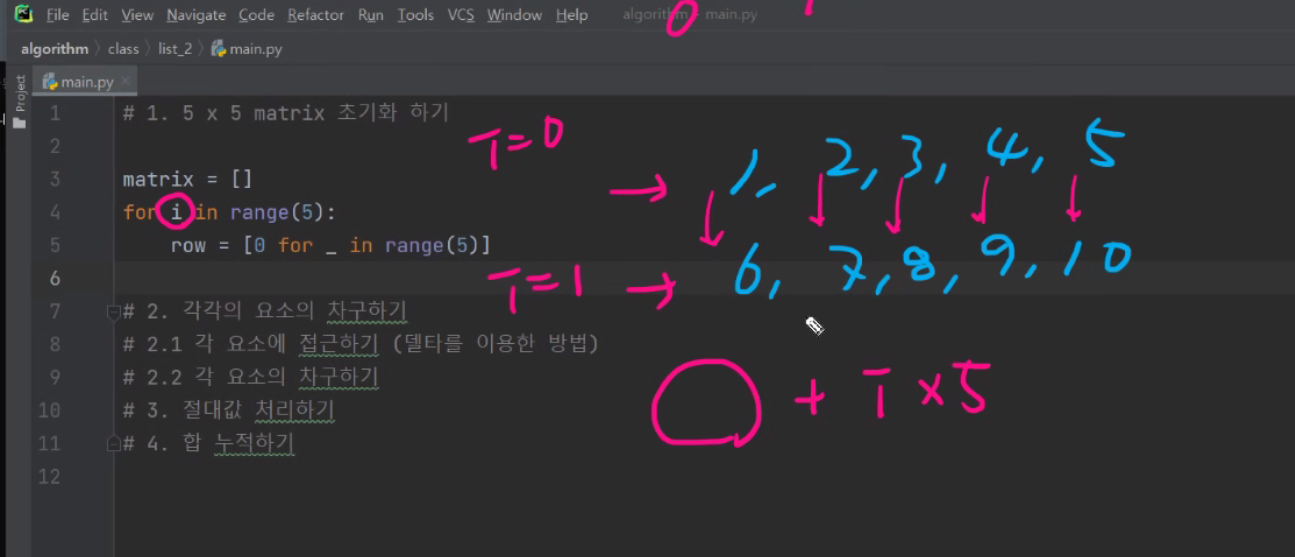 File Edit View Navigate Code Refactor Run Tools VCS Window Help algorithm - main.py
algorithm > class > list_2 > main.py
Project
main.py
1 # 1. 5 x 5 matrix 초기화 하기
2
3 matrix = []
4 for i in range(5):
5 row = [0 for _ in range(5)]
6
7 # 2. 각각의 요소의 차구하기
8 # 2.1 각 요소에 접근하기 (델타를 이용한 방법)
9 # 2.2 각 요소의 차구하기
10 # 3. 절대값 처리하기
11 # 4. 합 누적하기
12
i=0 → 1, 2, 3, 4, 5
i=1 → 6, 7, 8, 9, 10
+ i × 5